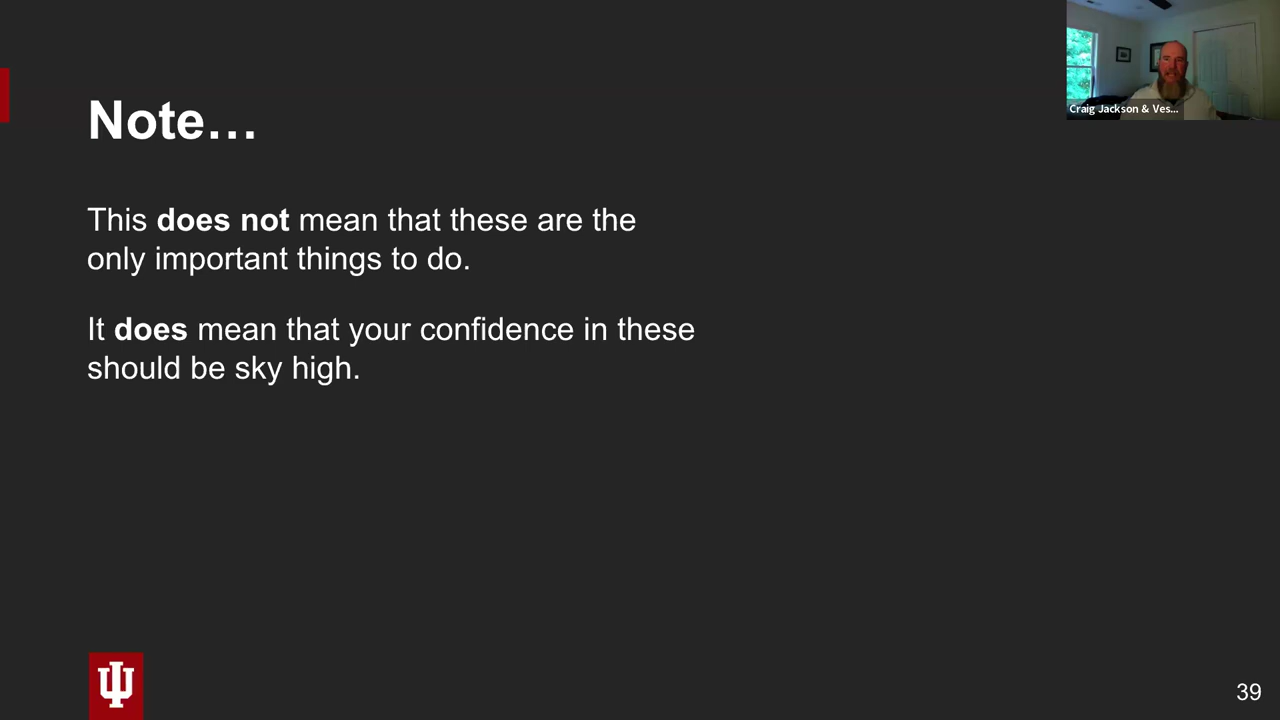 Note…
This does not mean that these are the
only important things to do.
It does mean that your confidence in these
should be sky high.
Craig Jackson & Ves...
39